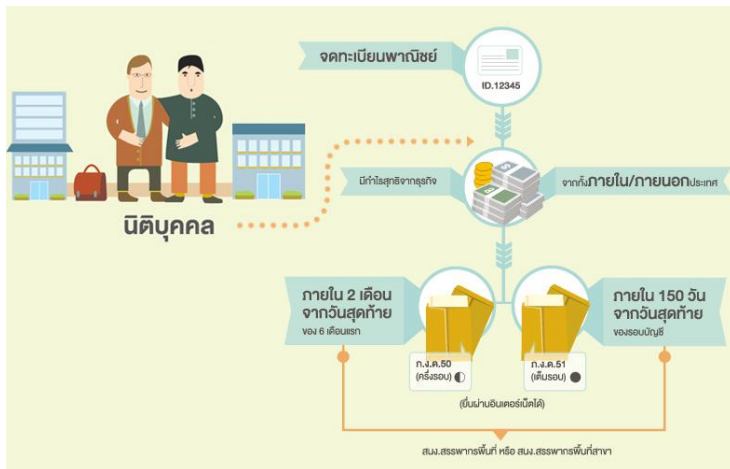 จดทะเบียนพาณิชย์
ID.12345
มีกำไรสุทธิจากธุรกิจ
จากทั้งภายใน/ภายนอกประเทศ
นิติบุคคล
ภายใน 2 เดือน
จากวันสุดท้าย
ของ 6 เดือนแรก
ภายใน 150 วัน
จากวันสุดท้าย
ของรอบบัญชี
ภ.ง.ด.50
(ครึ่งรอบ)
ภ.ง.ด.51
(เต็มรอบ)
(ยื่นผ่านอินเตอร์เน็ตได้)
สนง.สรรพากรพื้นที่ หรือ สนง.สรรพากรพื้นที่สาขา